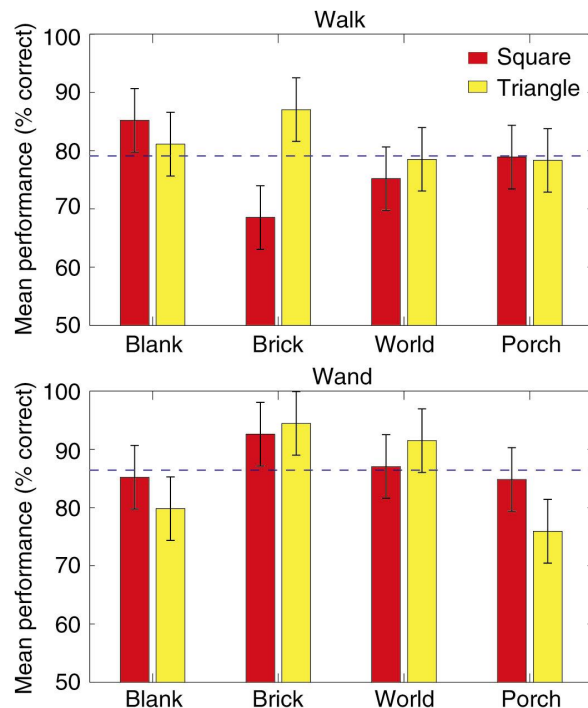 Walk
Mean performance (% correct)
100
90
80
70
60
50
Square
Triangle
Blank Brick World Porch
Wand
Mean performance (% correct)
100
90
80
70
60
50
Blank Brick World Porch